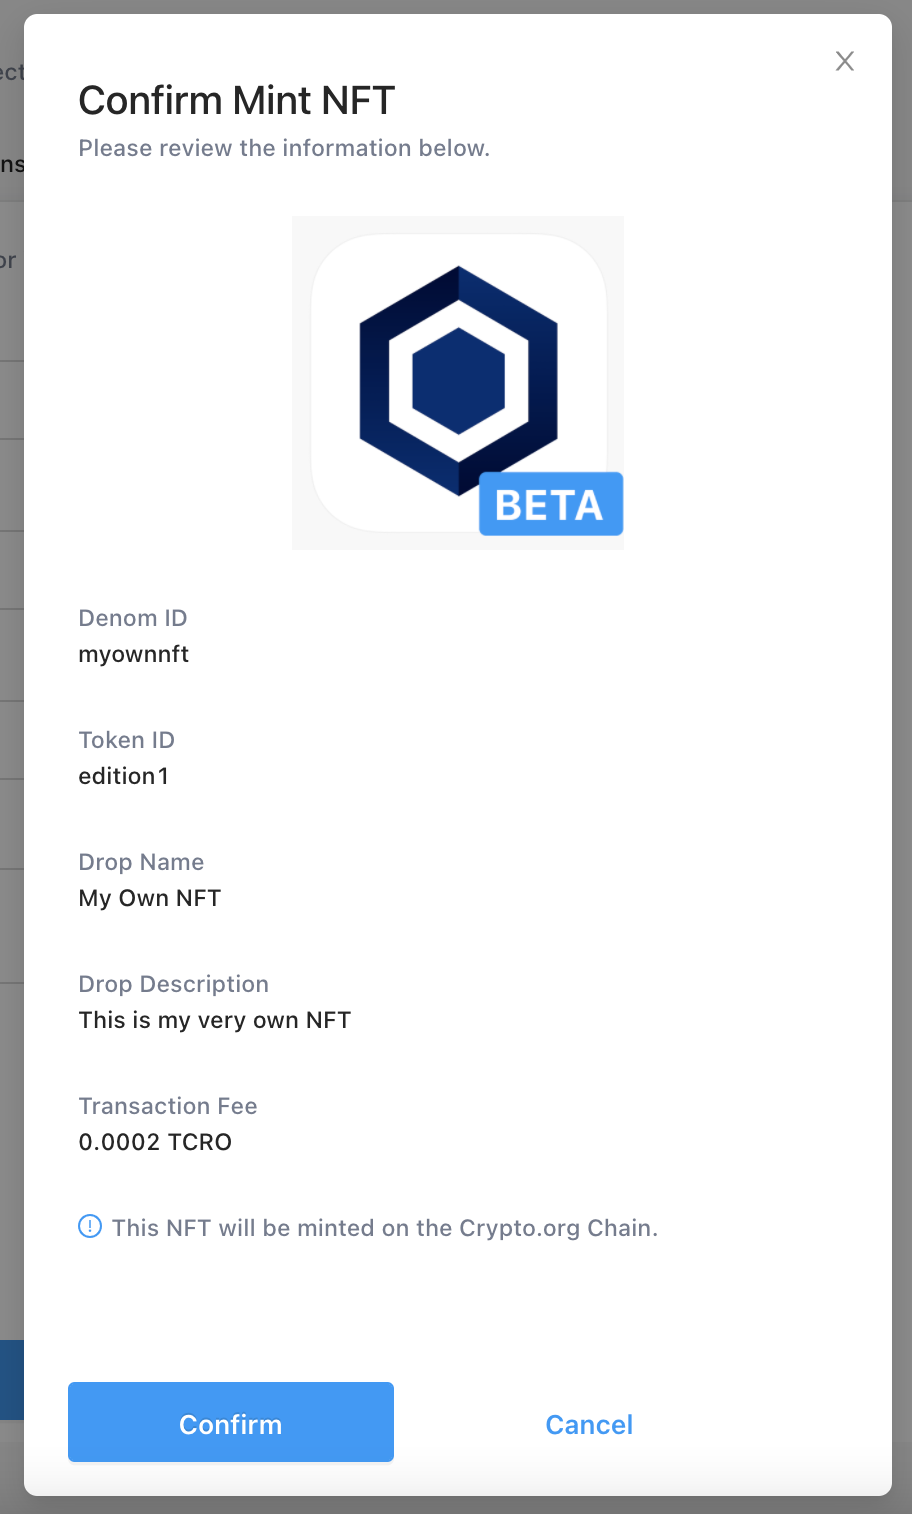 ect
Confirm Mint NFT
Please review the information below.
ns
or
BETA
Denom ID
myownnft
Token ID
edition1
Drop Name
My Own NFT
Drop Description
This is my very own NFT
Transaction Fee
0.0002 TCRO
This NFT will be minted on the Crypto.org Chain.
Confirm
Cancel